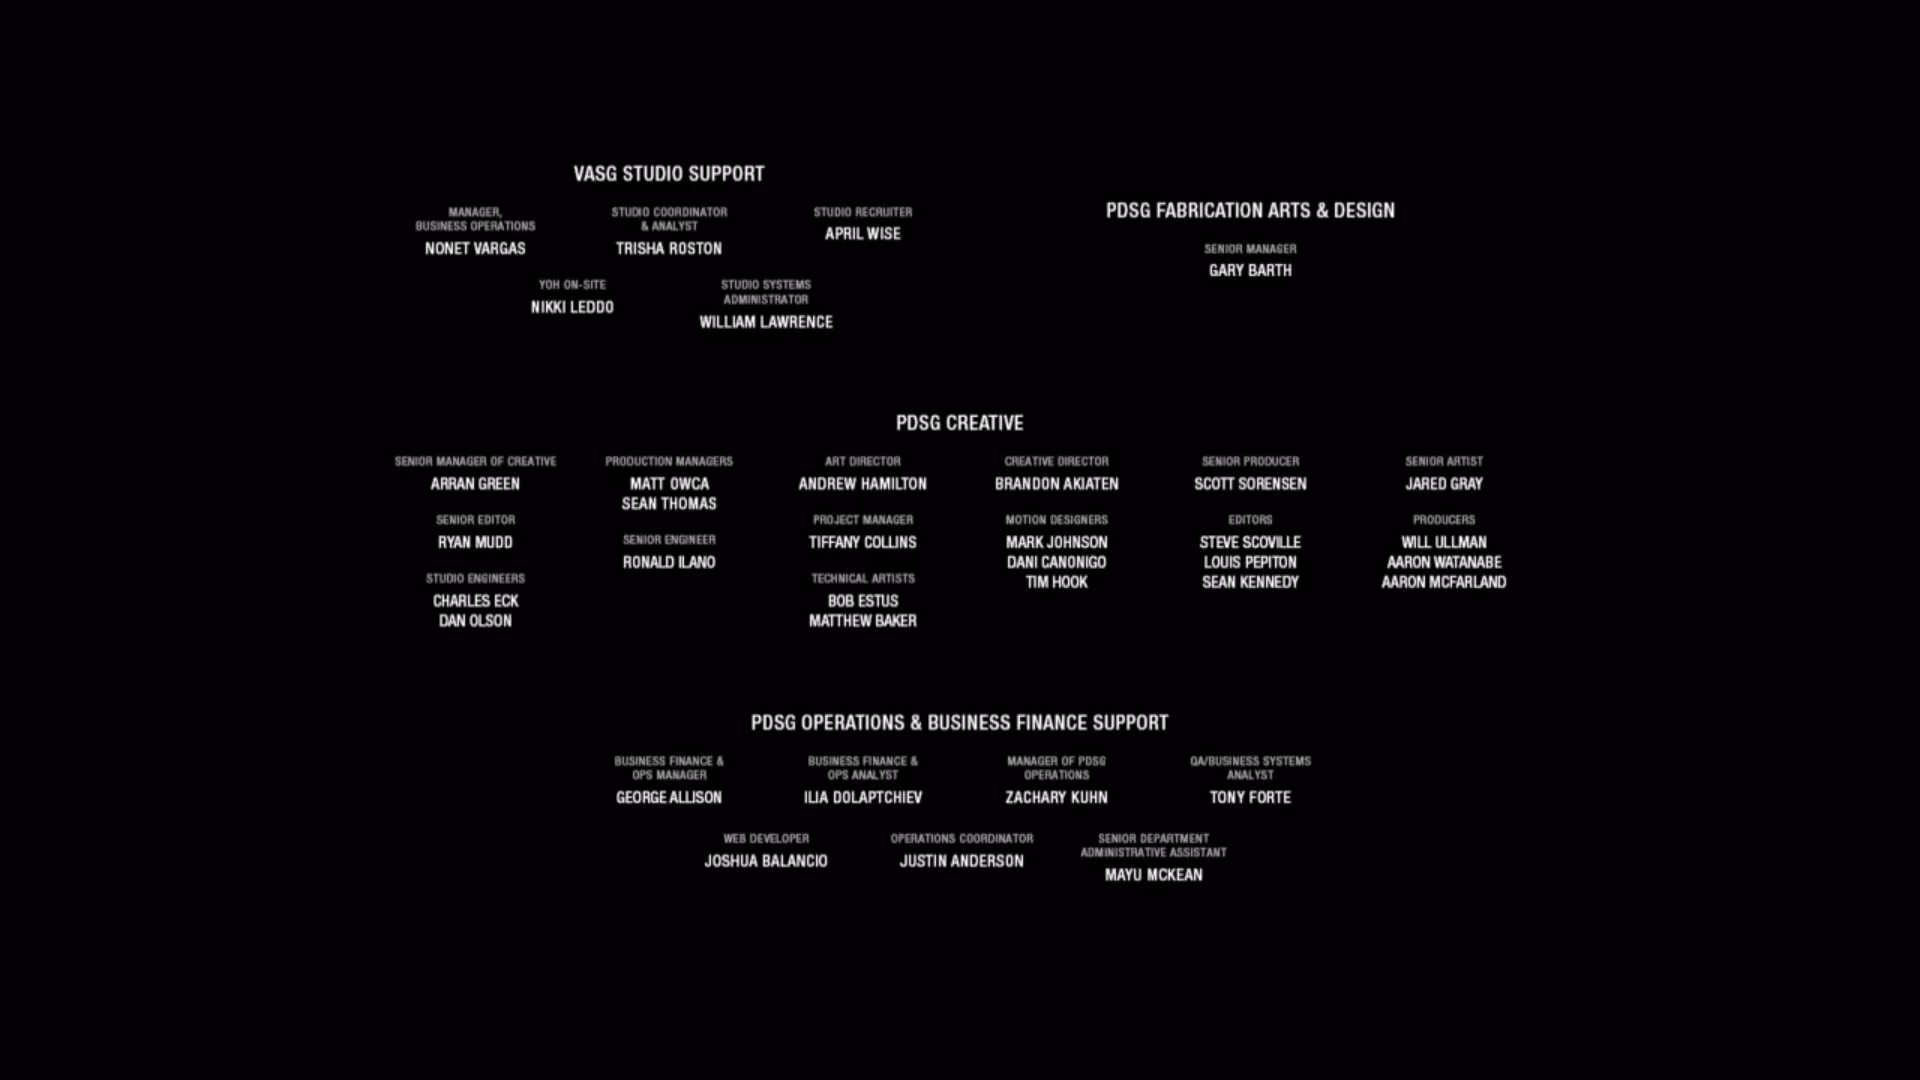 VASG STUDIO SUPPORT
MANAGER,
BUSINESS OPERATIONS
NONET VARGAS
STUDIO COORDINATOR
& ANALYST
TRISHA ROSTON
STUDIO RECRUITER
APRIL WISE
YOH ON-SITE
NIKKI LEDDO
STUDIO SYSTEMS
ADMINISTRATOR
WILLIAM LAWRENCE
PDSG FABRICATION ARTS & DESIGN
SENIOR MANAGER
GARY BARTH
PDSG CREATIVE
SENIOR MANAGER OF CREATIVE
ARRAN GREEN
SENIOR EDITOR
RYAN MUDD
STUDIO ENGINEERS
CHARLES ECK
DAN OLSON
PRODUCTION MANAGERS
MATT OWCA
SEAN THOMAS
SENIOR ENGINEER
RONALD ILANO
ART DIRECTOR
ANDREW HAMILTON
PROJECT MANAGER
TIFFANY COLLINS
TECHNICAL ARTISTS
BOB ESTUS
MATTHEW BAKER
CREATIVE DIRECTOR
BRANDON AKIATEN
MOTION DESIGNERS
MARK JOHNSON
DANI CANONIGO
TIM HOOK
SENIOR PRODUCER
SCOTT SORENSEN
EDITORS
STEVE SCOVILLE
LOUIS PEPITON
SEAN KENNEDY
SENIOR ARTIST
JARED GRAY
PRODUCERS
WILL ULLMAN
AARON WATANABE
AARON MCFARLAND
PDSG OPERATIONS & BUSINESS FINANCE SUPPORT
BUSINESS FINANCE &
OPS MANAGER
GEORGE ALLISON
BUSINESS FINANCE &
OPS ANALYST
ILIA DOLAPTCHIEV
MANAGER OF PDSG
OPERATIONS
ZACHARY KUHN
QA/BUSINESS SYSTEMS
ANALYST
TONY FORTE
WEB DEVELOPER
JOSHUA BALANCIO
OPERATIONS COORDINATOR
JUSTIN ANDERSON
SENIOR DEPARTMENT
ADMINISTRATIVE ASSISTANT
MAYU MCKEAN